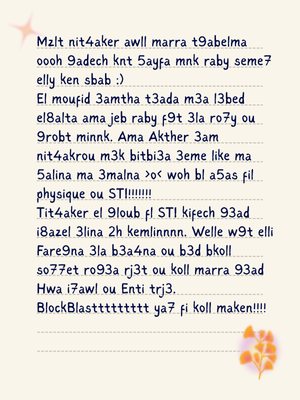 Mzlt nit4aker awll marra t9abelma
oooh 9adech knt 5ayfa mnk raby seme7
elly ken sbab :)
El moufid 3amtha t3ada m3a l3bed
el8alta ama jeb raby f9t 3la ro7y ou
9robt minnk. Ama Akther 3am
nit4akrou m3k bitbi3a 3eme like ma
5alina ma 3malna >o< woh bl a5as fil
physique ou STI!!!!!!!
Tit4aker el 9loub fl STI kifech 93ad
i8azel 3lina 2h kemlinnnn. Welle w9t elli
Fare9na 3la b3a4na ou b3d bkoll
so77et ro93a rj3t ou koll marra 93ad
Hwa i7awl ou Enti trj3.
BlockBlasttttttttt ya7 fi koll maken!!!!